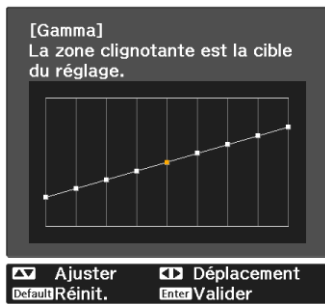 [Gamma]
La zone clignotante est la cible
du réglage.
Ajuster Déplacement
Default Réinit. Enter Valider